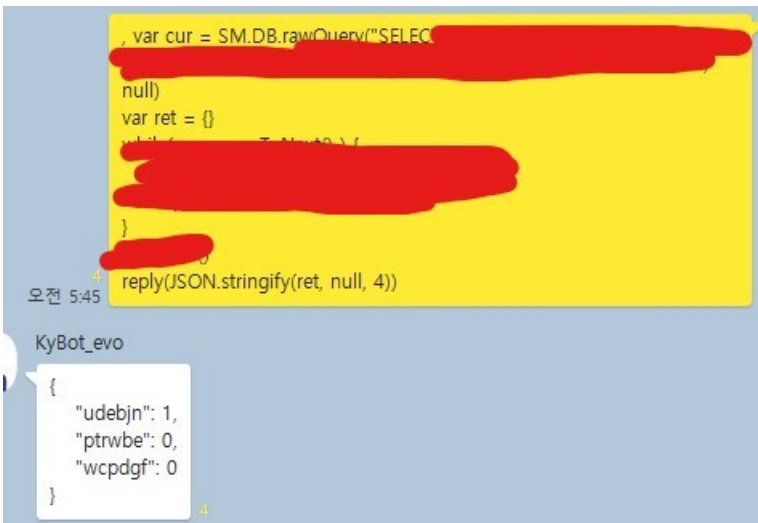 , var cur = SM.DB.rawQuery("SELEC
null)
var ret = {}
}
reply(JSON.stringify(ret, null, 4))
4
오전 5:45
KyBot_evo
{
"udebjn": 1,
"ptrwbe": 0,
"wcpdgf": 0
}
4